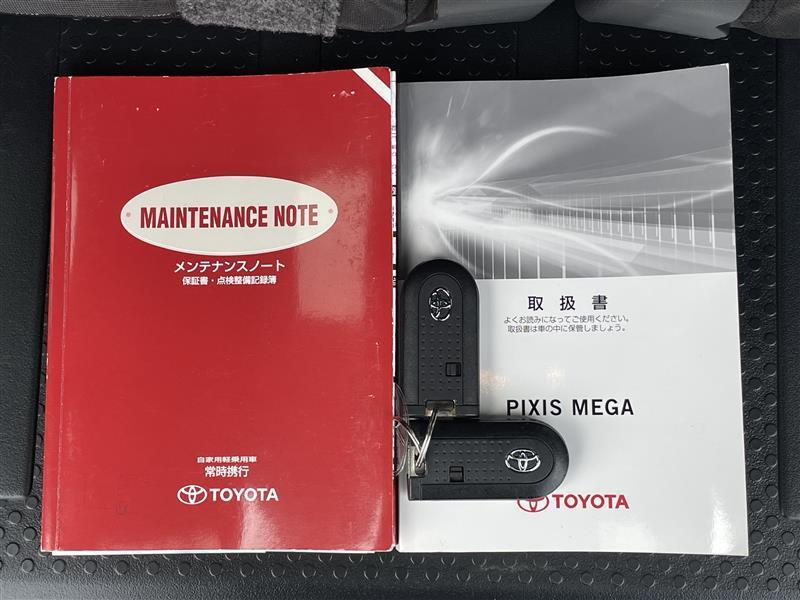 MAINTENANCE NOTE
メンテナンスノート
保証書・点検整備記録簿
自家用軽乗用車
常時携行
TOYOTA
取扱書
よくお読みになってご使用ください。
取扱書は車の中に保管しましょう。
PIXIS MEGA
TOYOTA